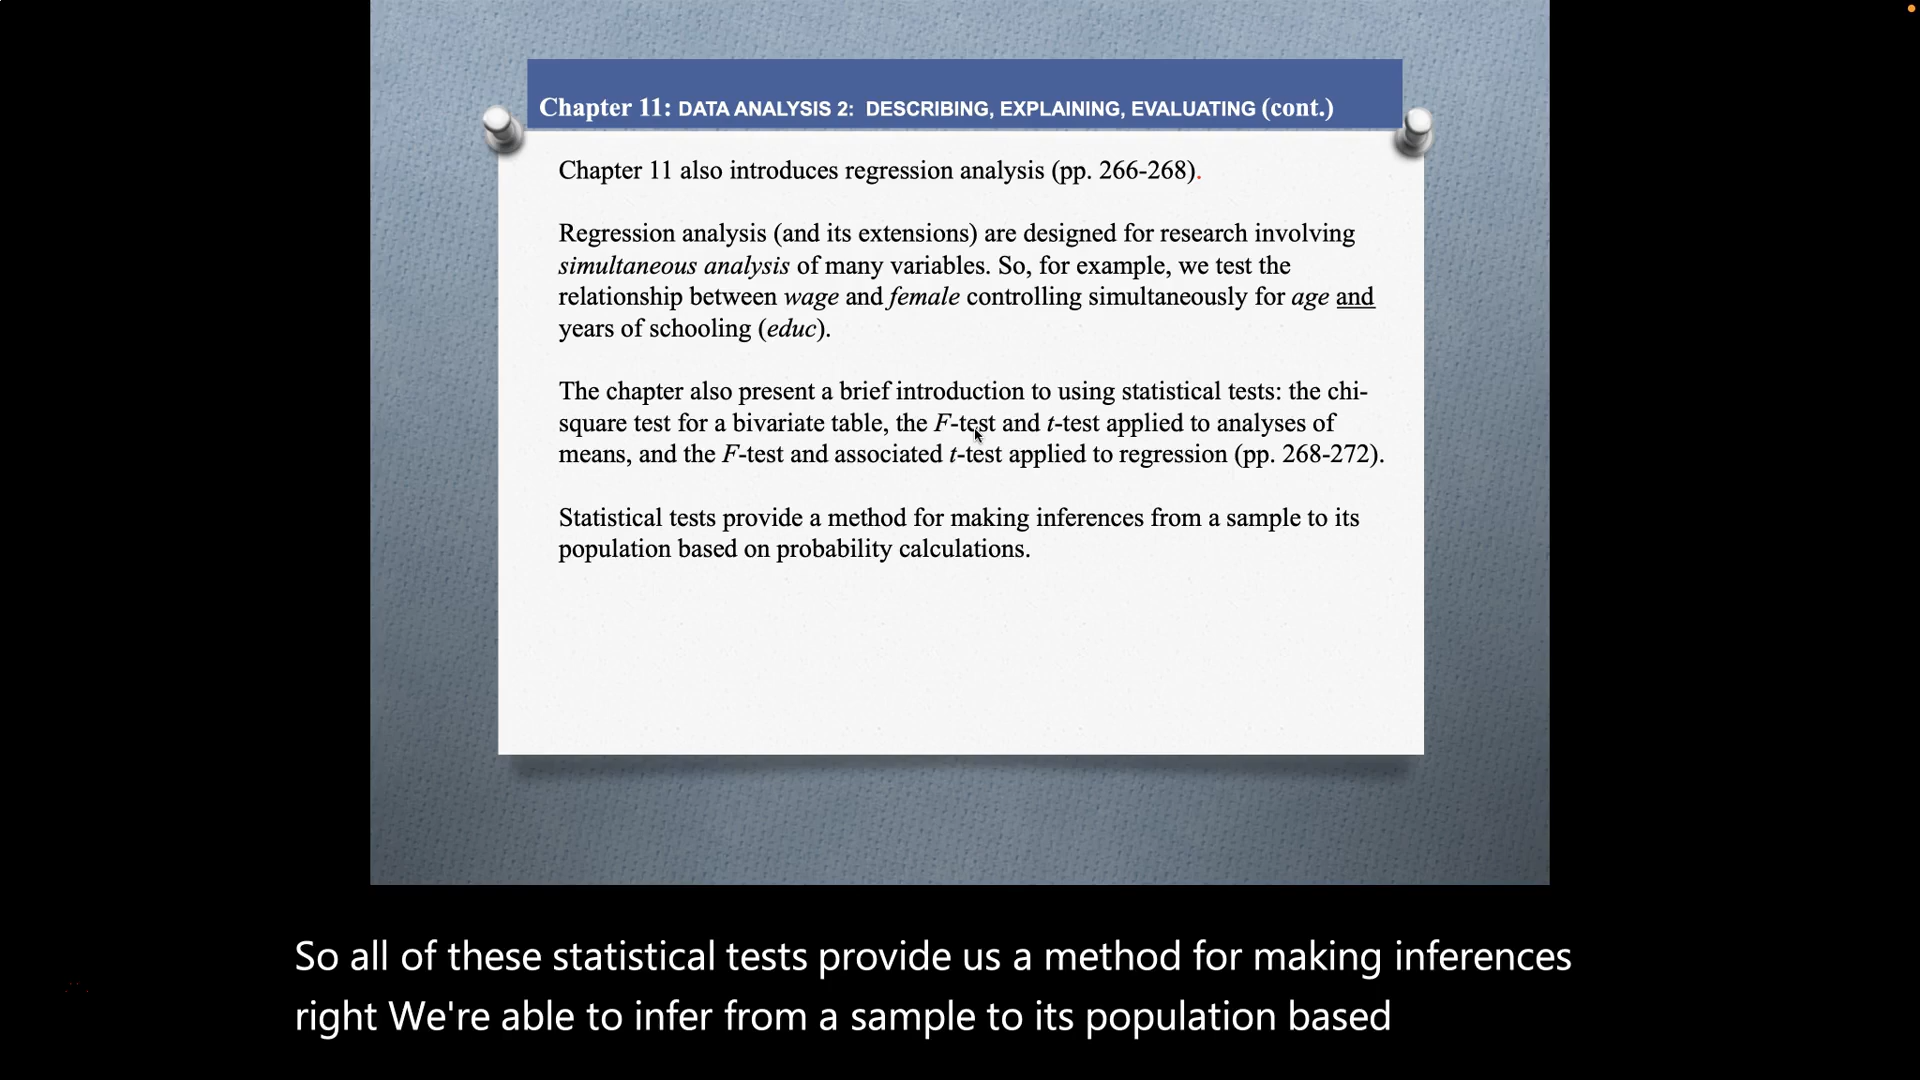 Chapter 11: DATA ANALYSIS 2: DESCRIBING, EXPLAINING, EVALUATING (cont.)
Chapter 11 also introduces regression analysis (pp. 266-268).
Regression analysis (and its extensions) are designed for research involving
simultaneous analysis of many variables. So, for example, we test the
relationship between wage and female controlling simultaneously for age and
years of schooling (educ).
The chapter also present a brief introduction to using statistical tests: the chi-
square test for a bivariate table, the F-test and t-test applied to analyses of
means, and the F-test and associated t-test applied to regression (pp. 268-272).
Statistical tests provide a method for making inferences from a sample to its
population based on probability calculations.
So all of these statistical tests provide us a method for making inferences
right We're able to infer from a sample to its population based